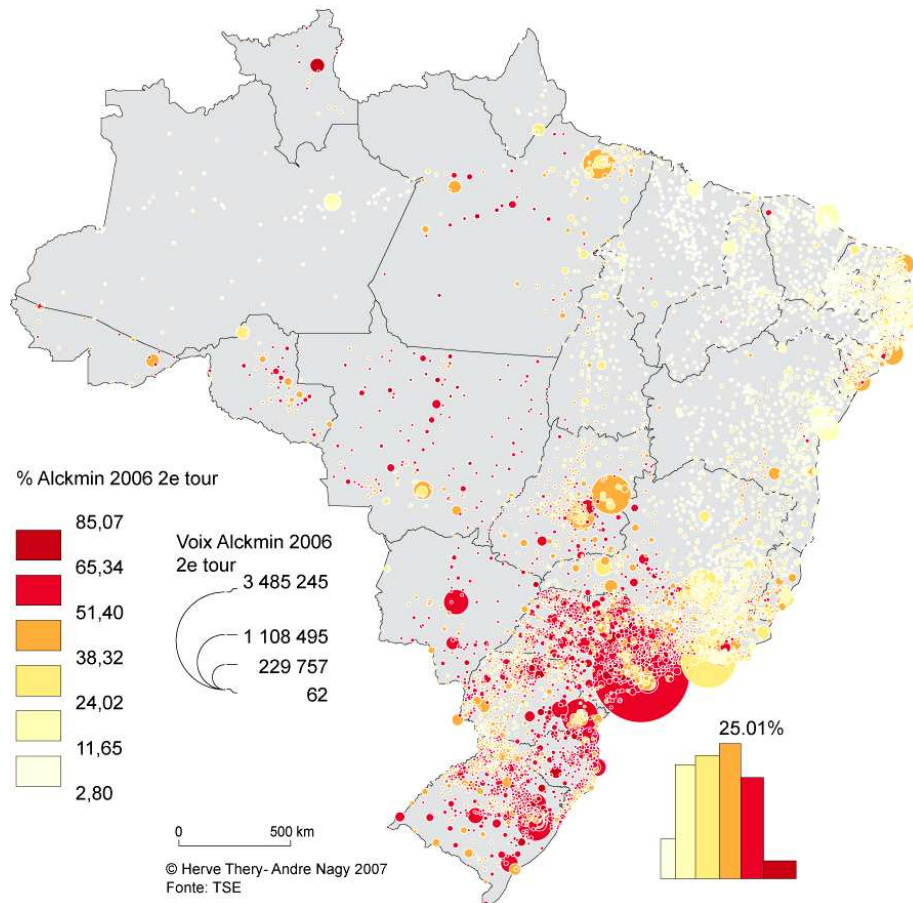 % Alckmin 2006 2e tour
85,07
65,34
51,40
38,32
24,02
11,65
2,80
Voix Alckmin 2006
2e tour
3 485 245
1 108 495
229 757
62
25.01%
0 500 km
© Herve Thery- Andre Nagy 2007
Fonte: TSE